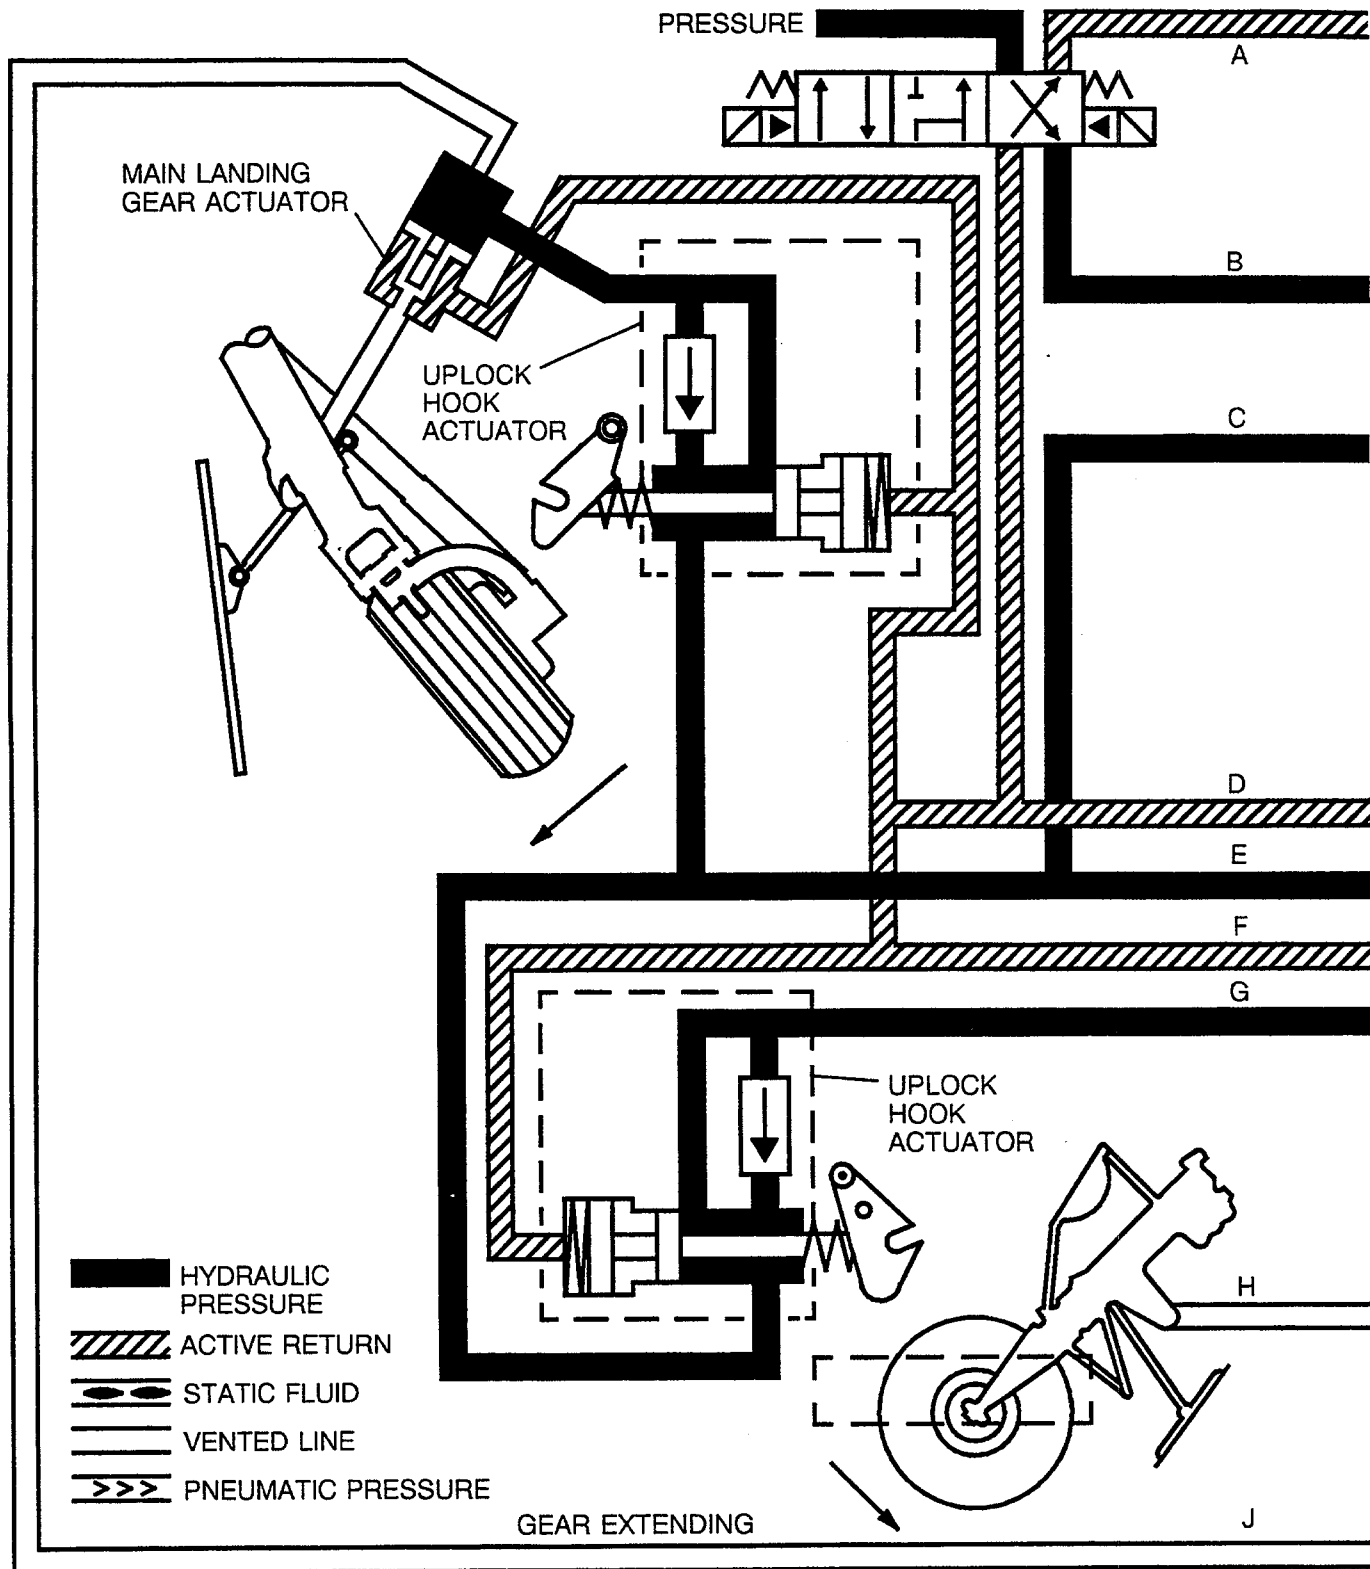 PRESSURE
A
MAIN LANDING
GEAR ACTUATOR
B
UPLOCK
HOOK
ACTUATOR
C
D
E
F
G
UPLOCK
HOOK
ACTUATOR
H
HYDRAULIC
PRESSURE
ACTIVE RETURN
STATIC FLUID
VENTED LINE
PNEUMATIC PRESSURE
GEAR EXTENDING
J